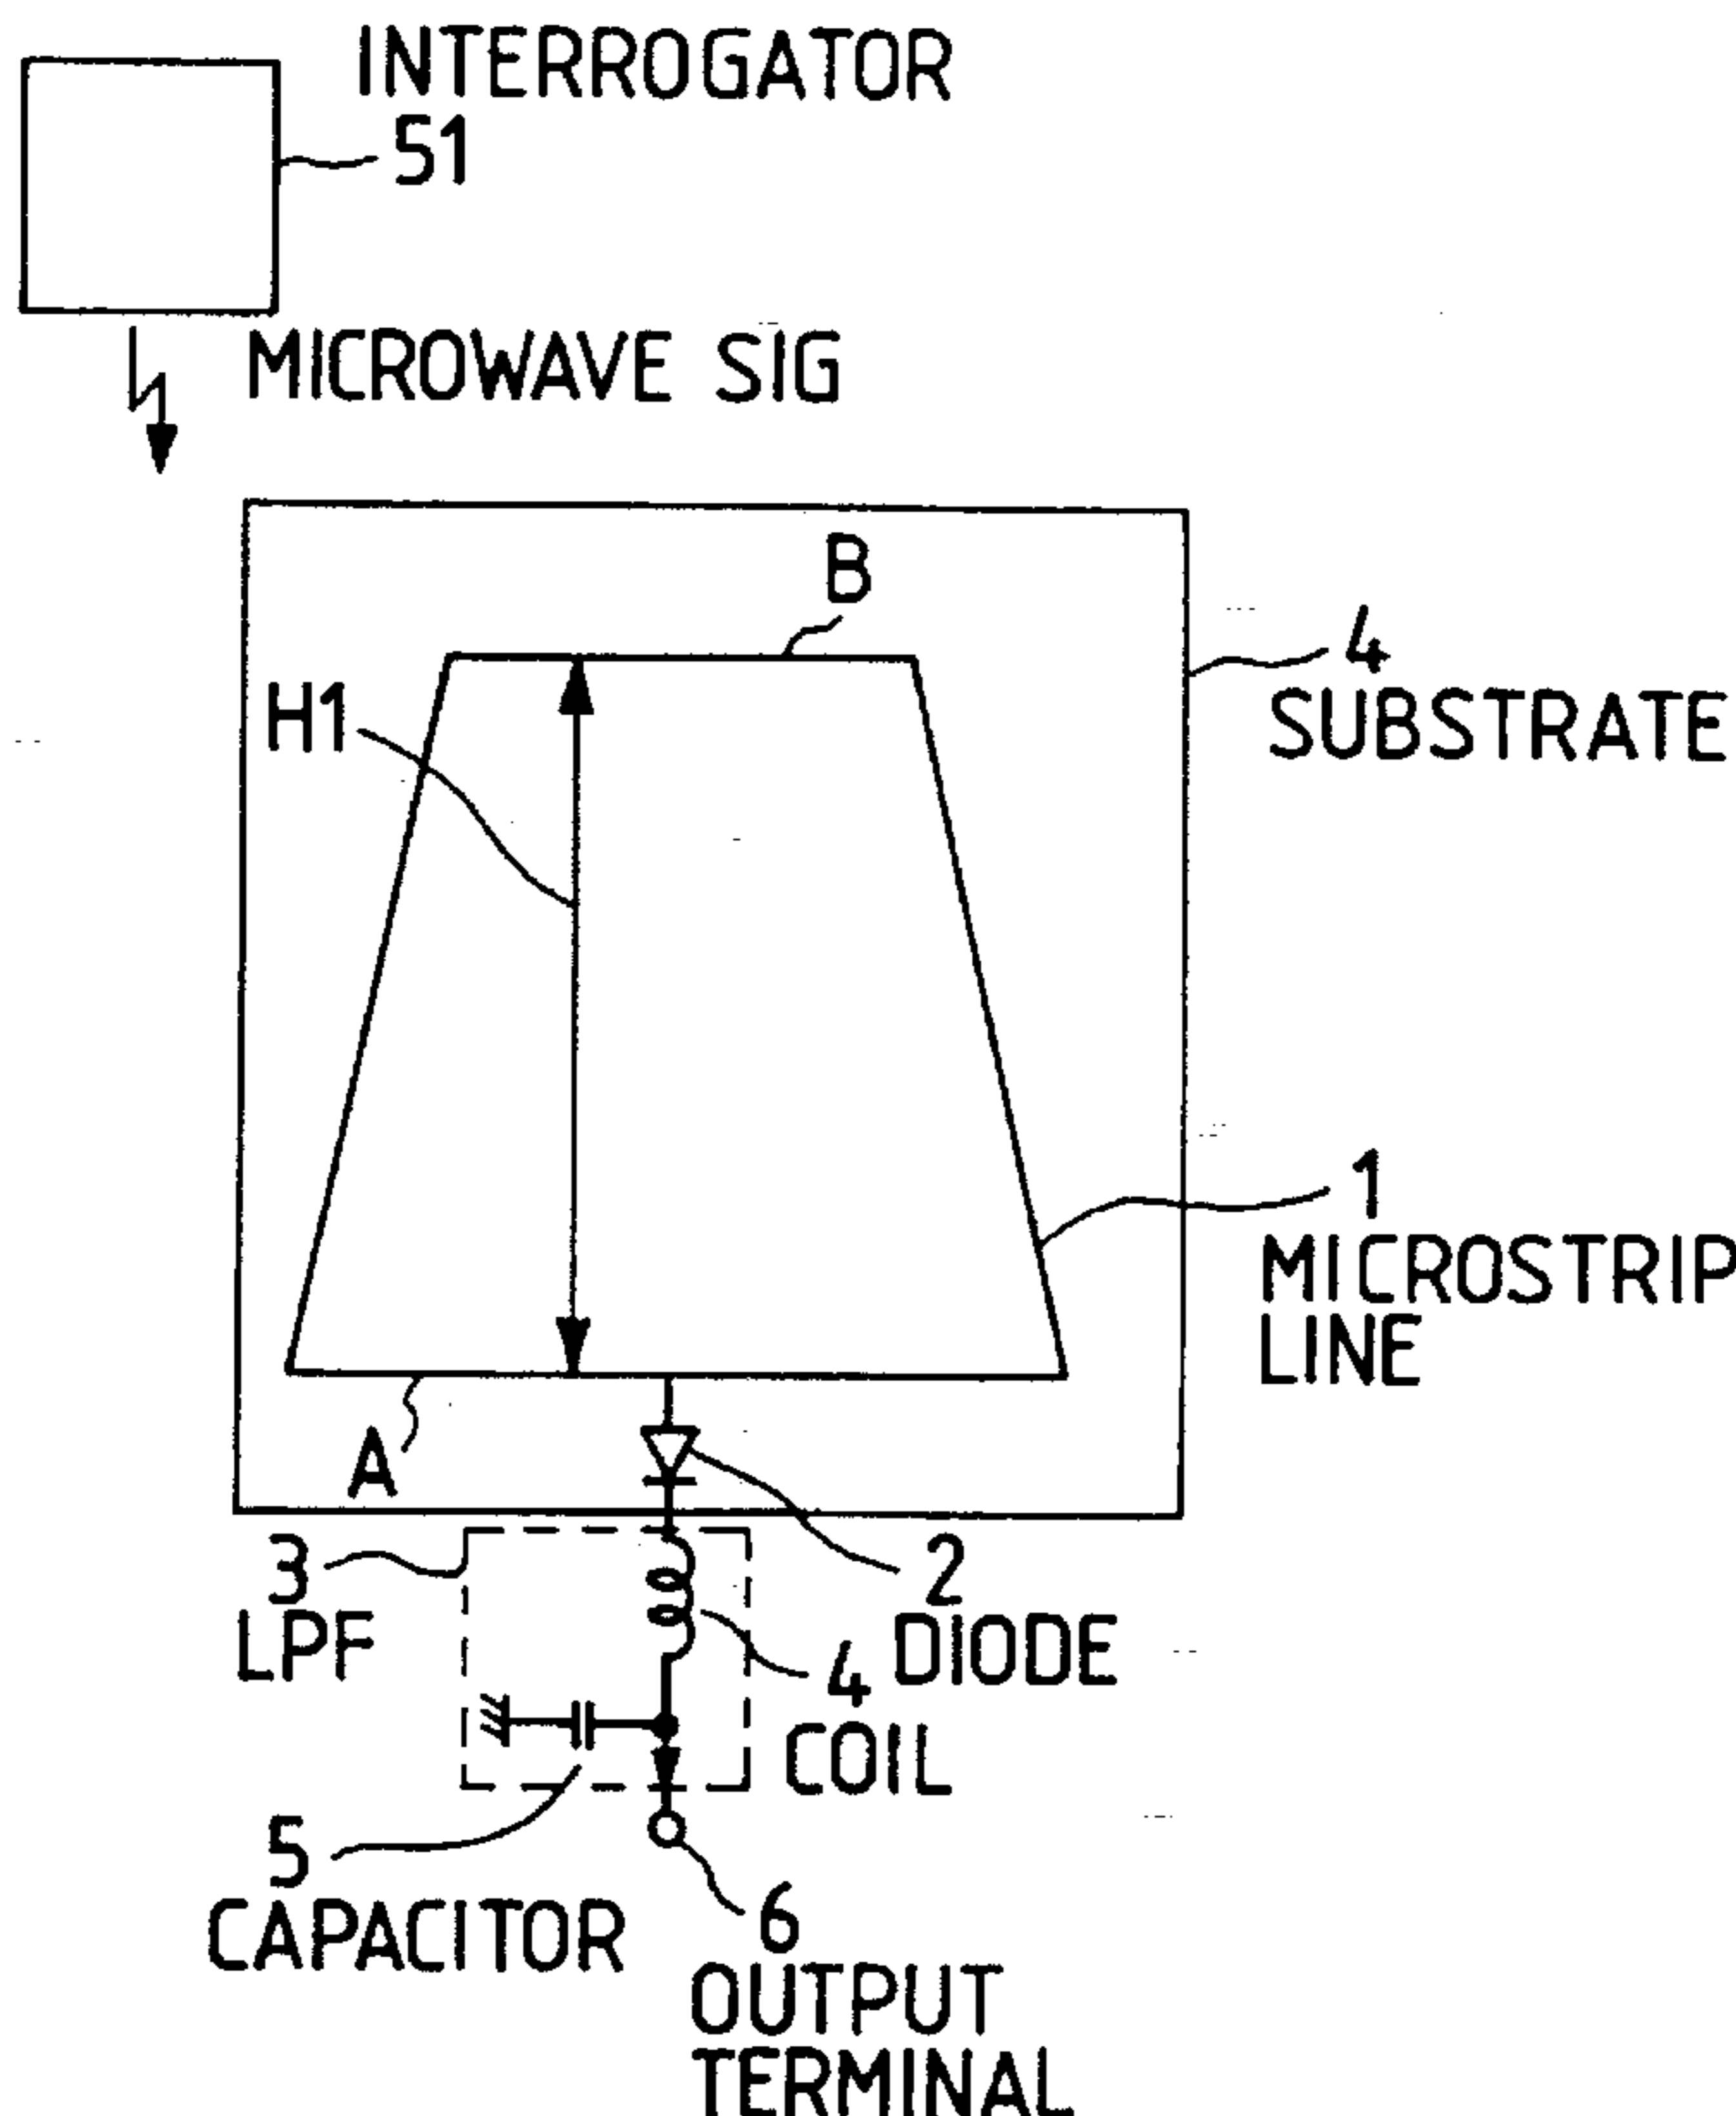 INTERROGATOR
51
MICROWAVE SIG
B
4
SUBSTRATE
H1
1
MICROSTRIP
LINE
A
3
LPF
2
DIODE
4
COIL
5
CAPACITOR
6
OUTPUT
TERMINAL